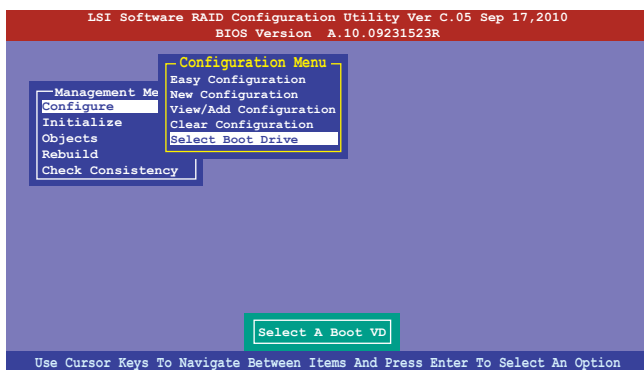 LSI Software RAID Configuration Utility Ver C.05 Sep 17,2010
BIOS Version A.10.09231523R
Configuration Menu
Easy Configuration
New Configuration
View/Add Configuration
Clear Configuration
Select Boot Drive
Management Me
Configure
Initialize
Objects
Rebuild
Check Consistency
Select A Boot VD
Use Cursor Keys To Navigate Between Items And Press Enter To Select An Option